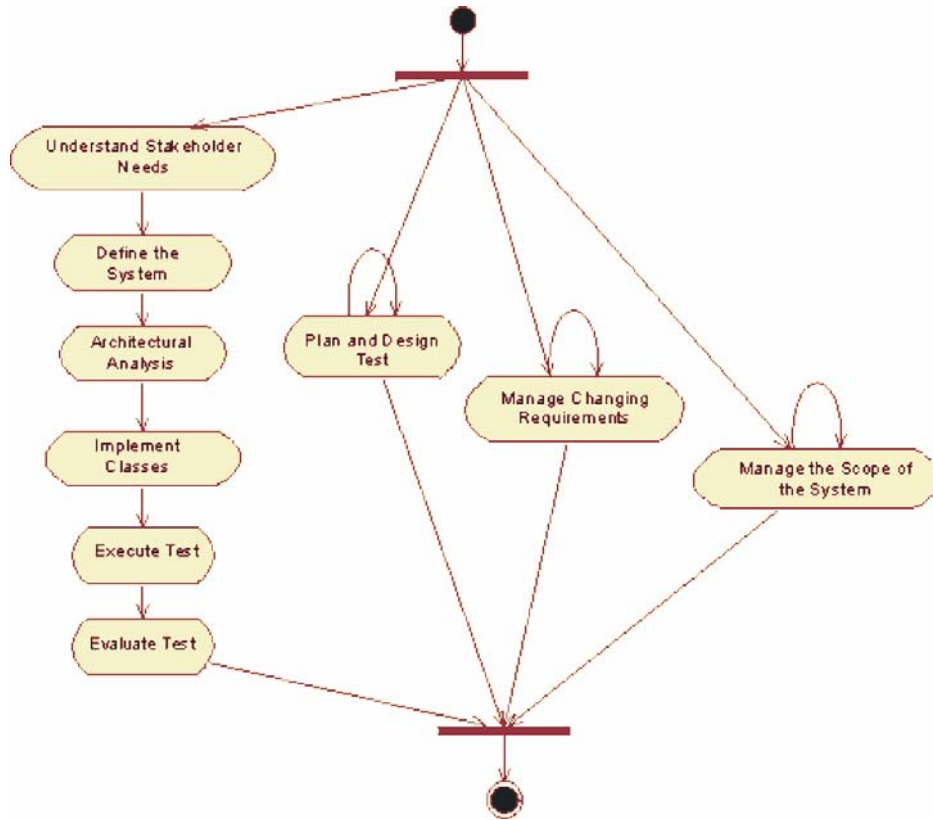 Understand Stakeholder
Needs
Define the
System
Architectural
Analysis
Implement
Classes
Execute Test
Evaluate Test
Plan and Design
Test
Manage Changing
Requirements
Manage the Scope of
the System